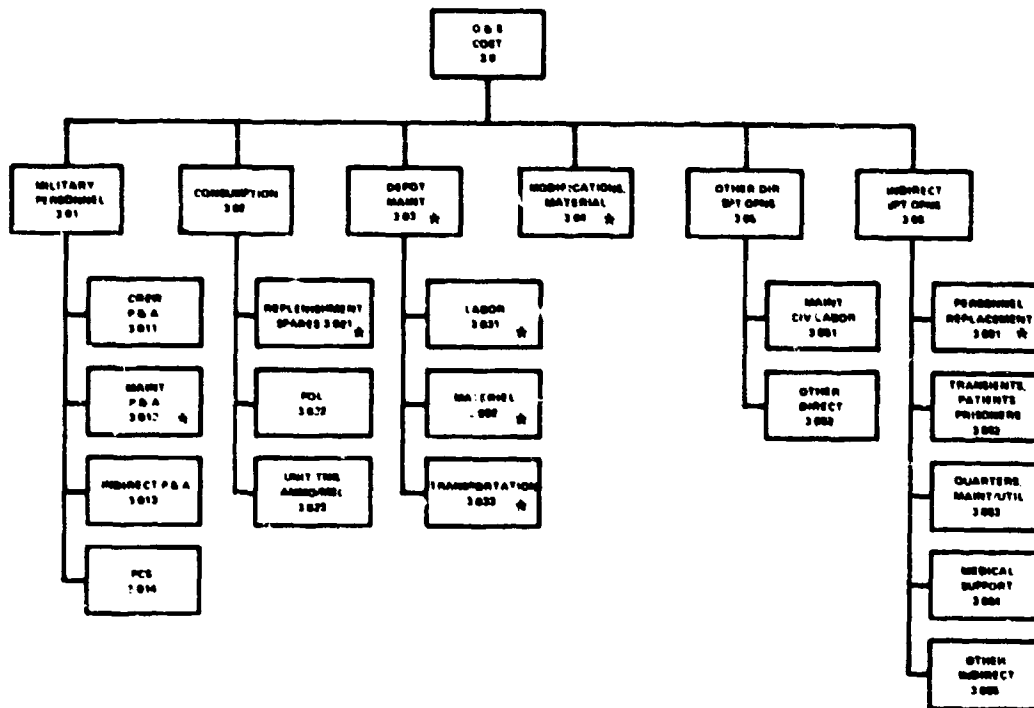 O & S
COST
3.0
MILITARY
PERSONNEL
3.01
CONSUMPTION
3.02
DEPOT
MAINT
3.03 ☆
MODIFICATIONS,
MATERIAL
3.04 ☆
OTHER DIR
SPT OPNS
3.05
INDIRECT
SPT OPNS
3.06
CREW
P & A
3.011
MAINT
P & A
3.012 ☆
INDIRECT P & A
3.013
PCS
3.014
REPLENISHMENT
SPARES 3.021 ☆
POL
3.022
UNIT TNG
3.023
LABOR
3.031 ☆
MATERIEL
☆
TRANSPORTATION
3.033 ☆
MAINT
CIV LABOR
3.051
OTHER
DIRECT
3.052
PERSONNEL
REPLACEMENT
3.061 ☆
TRANSIENTS,
PATIENTS
PRISONERS
3.062
QUARTERS,
MAINT/UTIL
3.063
MEDICAL
SUPPORT
3.064
OTHER
INDIRECT
3.065